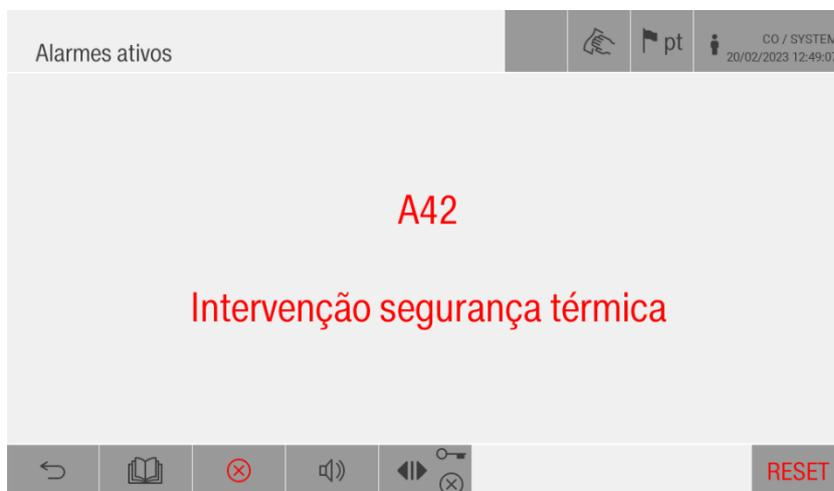 Alarmes ativos
pt
CO / SYSTEM
20/02/2023 12:49:07
A42
Intervenção segurança térmica
RESET